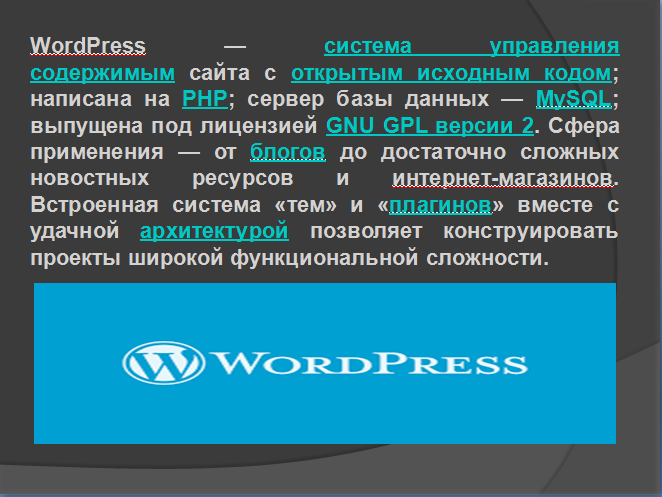 WordPress — система управления
содержимым сайта с открытым исходным кодом;
написана на PHP; сервер базы данных — MySQL;
выпущена под лицензией GNU GPL версии 2. Сфера
применения — от блогов до достаточно сложных
новостных ресурсов и интернет-магазинов.
Встроенная система «тем» и «плагинов» вместе с
удачной архитектурой позволяет конструировать
проекты широкой функциональной сложности.
WORDPRESS